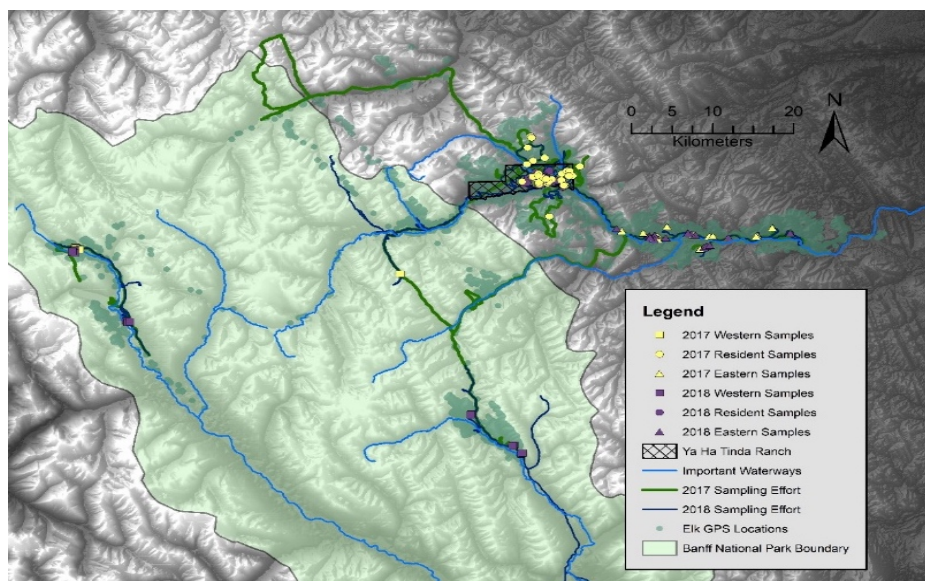 N
0 5 10 20
Kilometers
Legend
2017 Western Samples
2017 Resident Samples
2017 Eastern Samples
2018 Western Samples
2018 Resident Samples
2018 Eastern Samples
Ya Ha Tinda Ranch
Important Waterways
2017 Sampling Effort
2018 Sampling Effort
Elk GPS Locations
Banff National Park Boundary